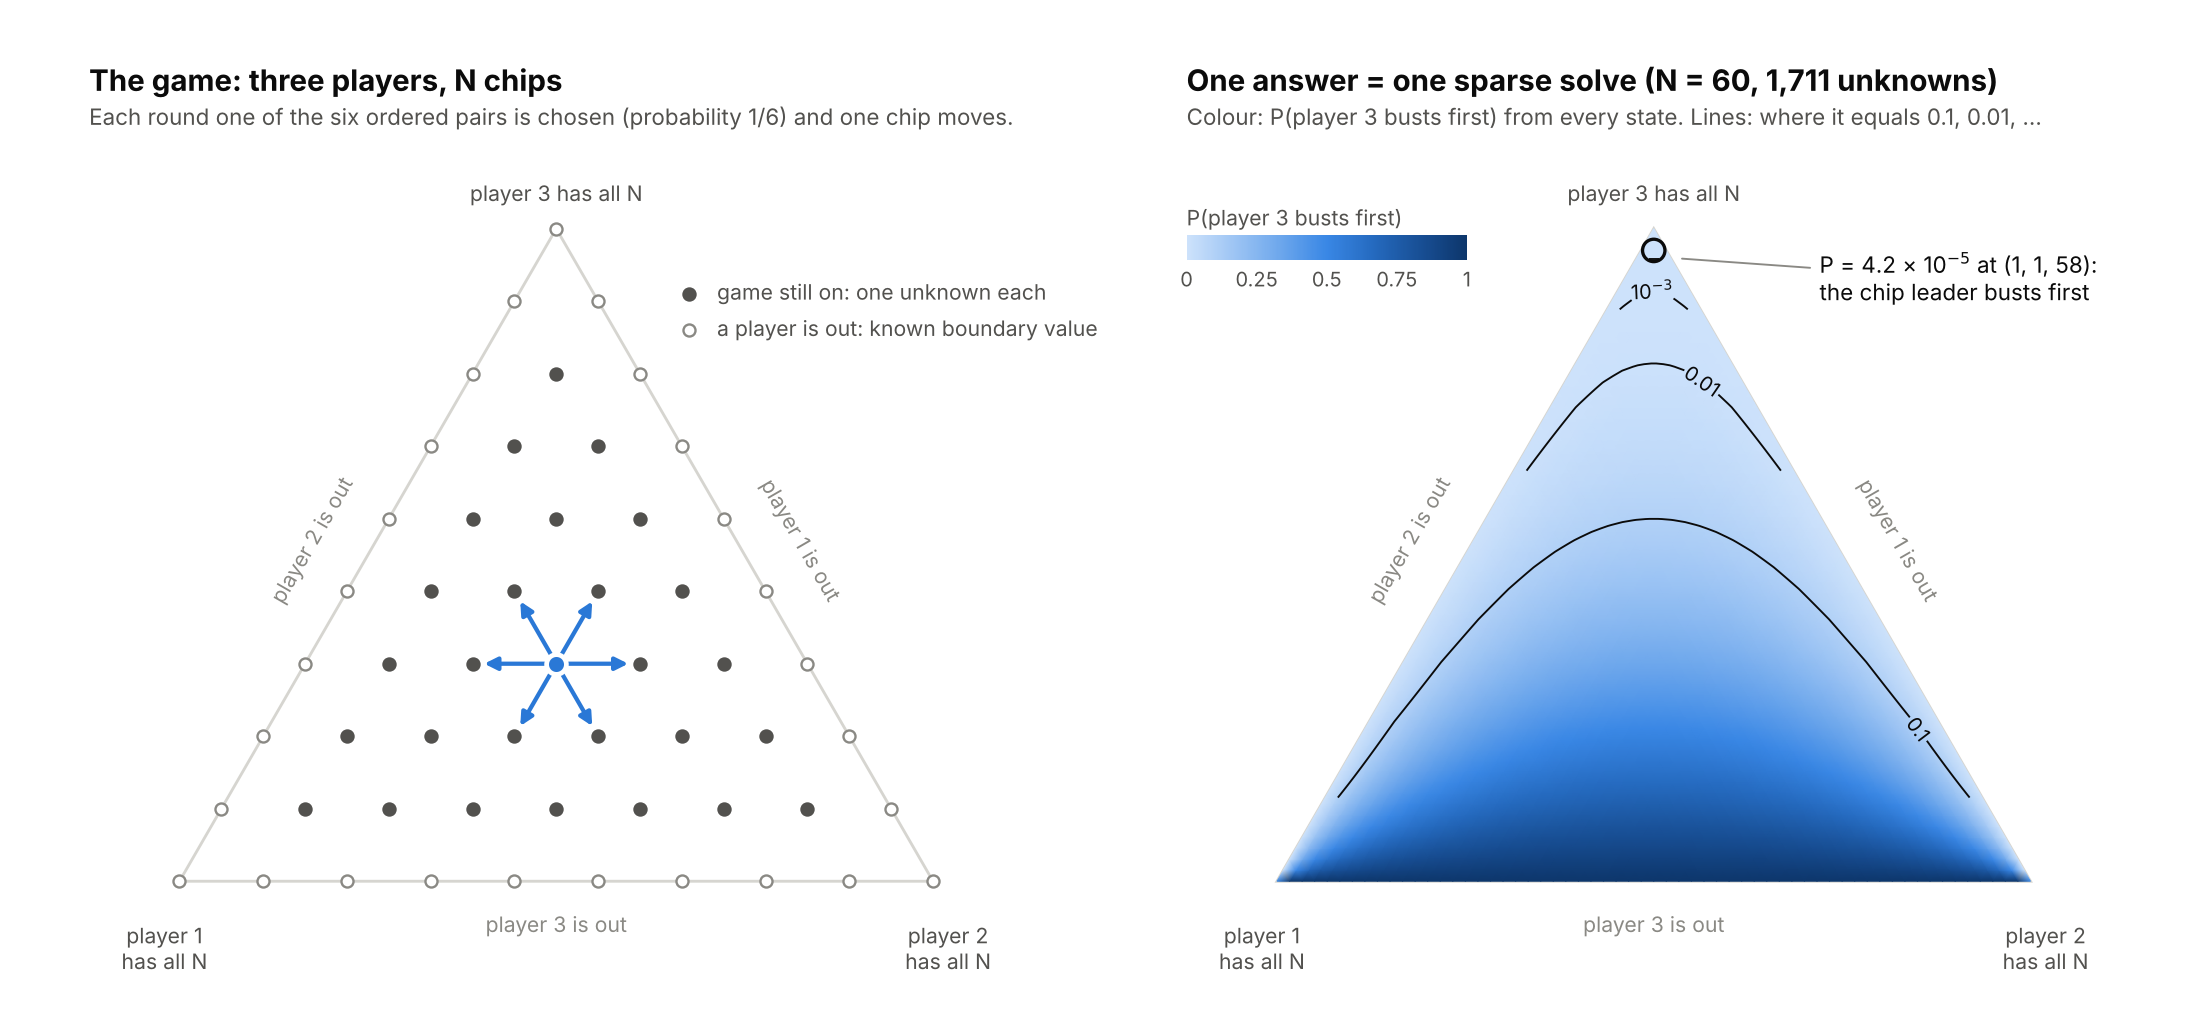 The game: three players, N chips
Each round one of the six ordered pairs is chosen (probability 1/6) and one chip moves.
player 3 has all N
game still on: one unknown each
a player is out: known boundary value
player 2 is out
player 1 is out
player 3 is out
player 1
has all N
player 2
has all N
One answer = one sparse solve (N = 60, 1,711 unknowns)
Colour: P(player 3 busts first) from every state. Lines: where it equals 0.1, 0.01, ...
player 3 has all N
P(player 3 busts first)
0 0.25 0.5 0.75 1
P = 4.2 × 10⁻⁵ at (1, 1, 58):
the chip leader busts first
10⁻³
0.01
0.1
player 2 is out
player 1 is out
player 3 is out
player 1
has all N
player 2
has all N